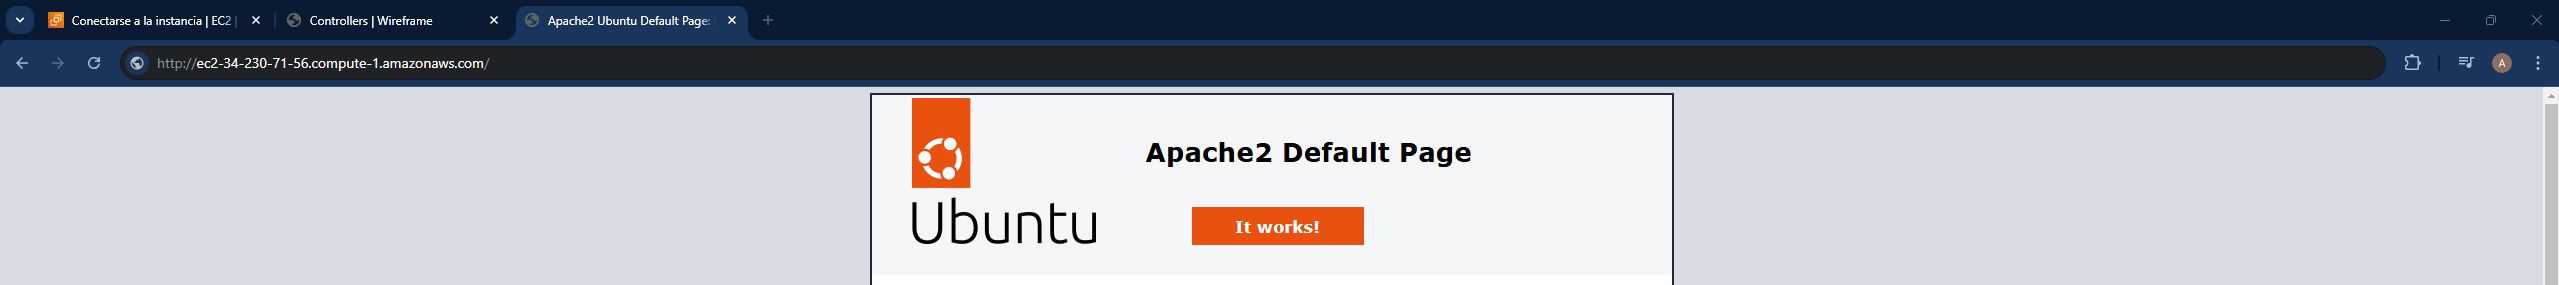 Conectarse a la instancia | EC2 |
Controllers | Wireframe
Apache2 Ubuntu Default Page:
http://ec2-34-230-71-56.compute-1.amazonaws.com/
A
Apache2 Default Page
Ubuntu
It works!